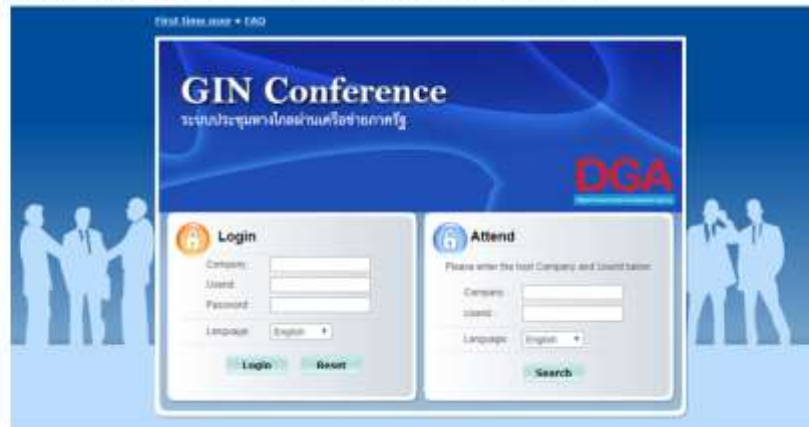 First time user • FAQ
GIN Conference
ระบบประชุมทางไกลผ่านเครือข่ายภาครัฐ
DGA
Login
Company:
Userid:
Password:
Language: English
Login Reset
Attend
Please enter the host Company and Userid below.
Company:
Userid:
Language: English
Search